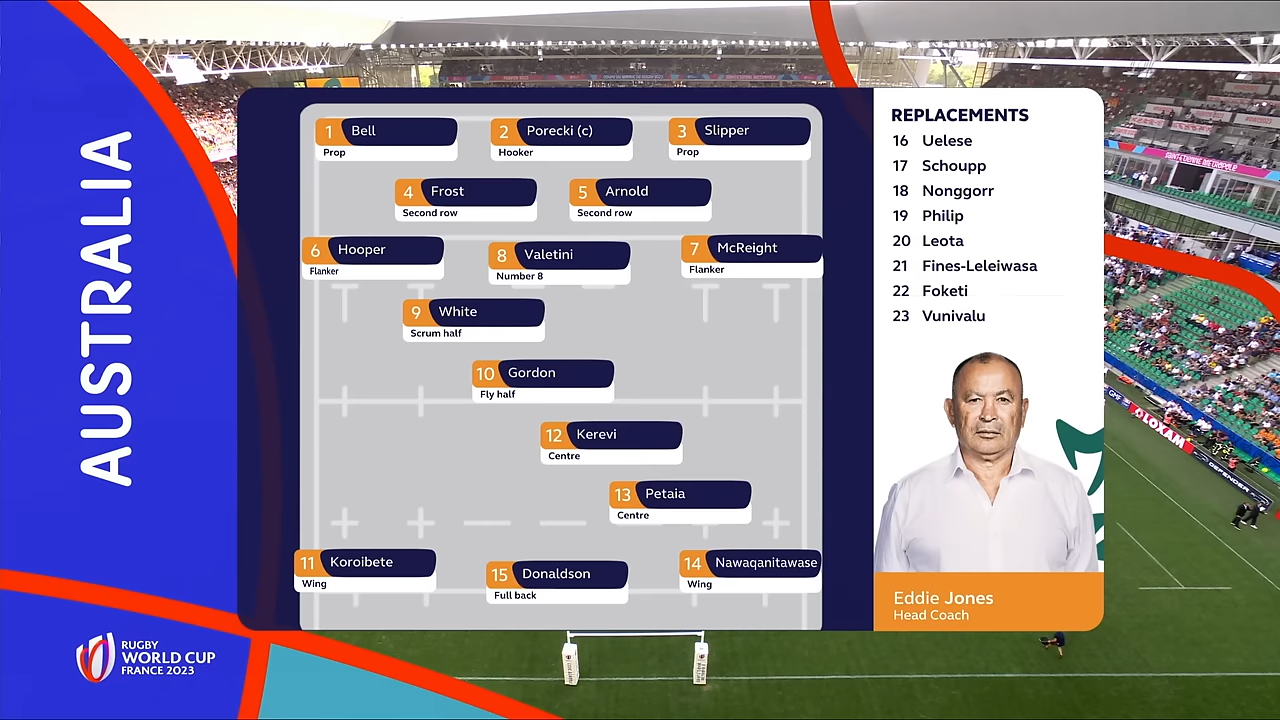 AUSTRALIA
1 Bell
Prop
2 Porecki (c)
Hooker
3 Slipper
Prop
4 Frost
Second row
5 Arnold
Second row
6 Hooper
Flanker
8 Valetini
Number 8
7 McReight
Flanker
9 White
Scrum half
10 Gordon
Fly half
12 Kerevi
Centre
13 Petaia
Centre
11 Koroibete
Wing
15 Donaldson
Full back
14 Nawaqanitawase
Wing
REPLACEMENTS
16 Uelese
17 Schoupp
18 Nonggorr
19 Philip
20 Leota
21 Fines-Leleiwasa
22 Foketi
23 Vunivalu
Eddie Jones
Head Coach
RUGBY
WORLD CUP
FRANCE 2023
LOXAM
DEFENDER